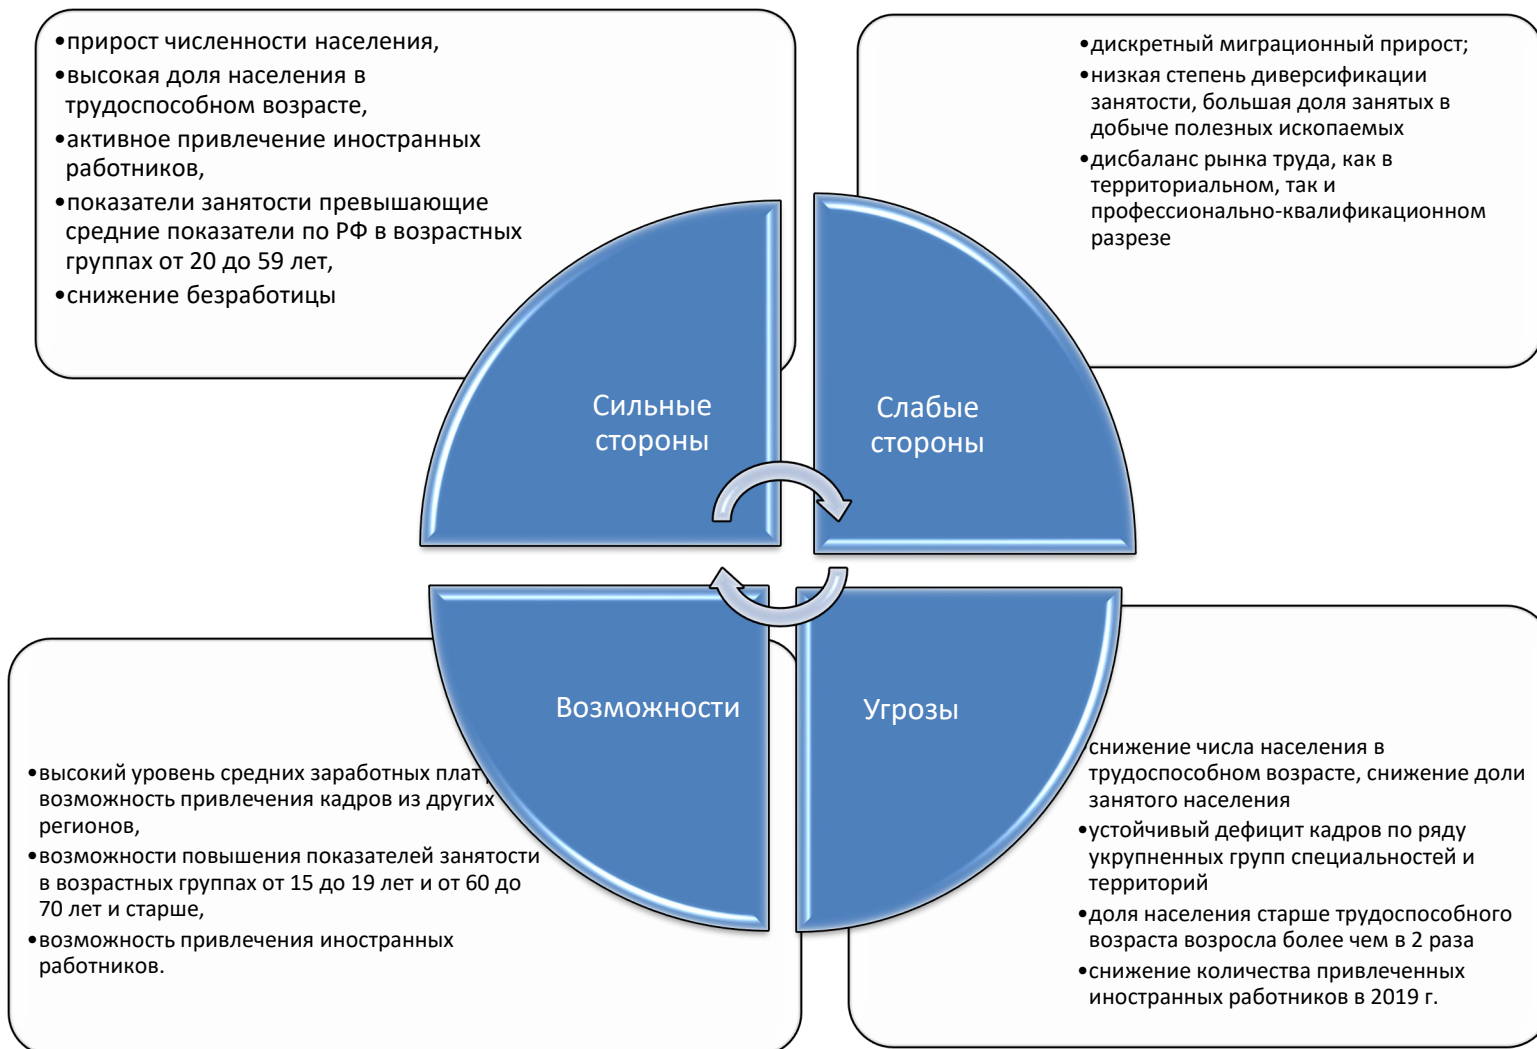 •прирост численности населения,
•высокая доля населения в
трудоспособном возрасте,
•активное привлечение иностранных
работников,
•показатели занятости превышающие
средние показатели по РФ в возрастных
группах от 20 до 59 лет,
•снижение безработицы
•дискретный миграционный прирост;
•низкая степень диверсификации
занятости, большая доля занятых в
добыче полезных ископаемых
•дисбаланс рынка труда, как в
территориальном, так и
профессионально-квалификационном
разрезе
Сильные
стороны
Слабые
стороны
Возможности
Угрозы
•высокий уровень средних заработных плат,
возможность привлечения кадров из других
регионов,
•возможности повышения показателей занятости
в возрастных группах от 15 до 19 лет и от 60 до
70 лет и старше,
•возможность привлечения иностранных
работников.
•снижение числа населения в
трудоспособном возрасте, снижение доли
занятого населения
•устойчивый дефицит кадров по ряду
укрупненных групп специальностей и
территорий
•доля населения старше трудоспособного
возраста возросла более чем в 2 раза
•снижение количества привлеченных
иностранных работников в 2019 г.